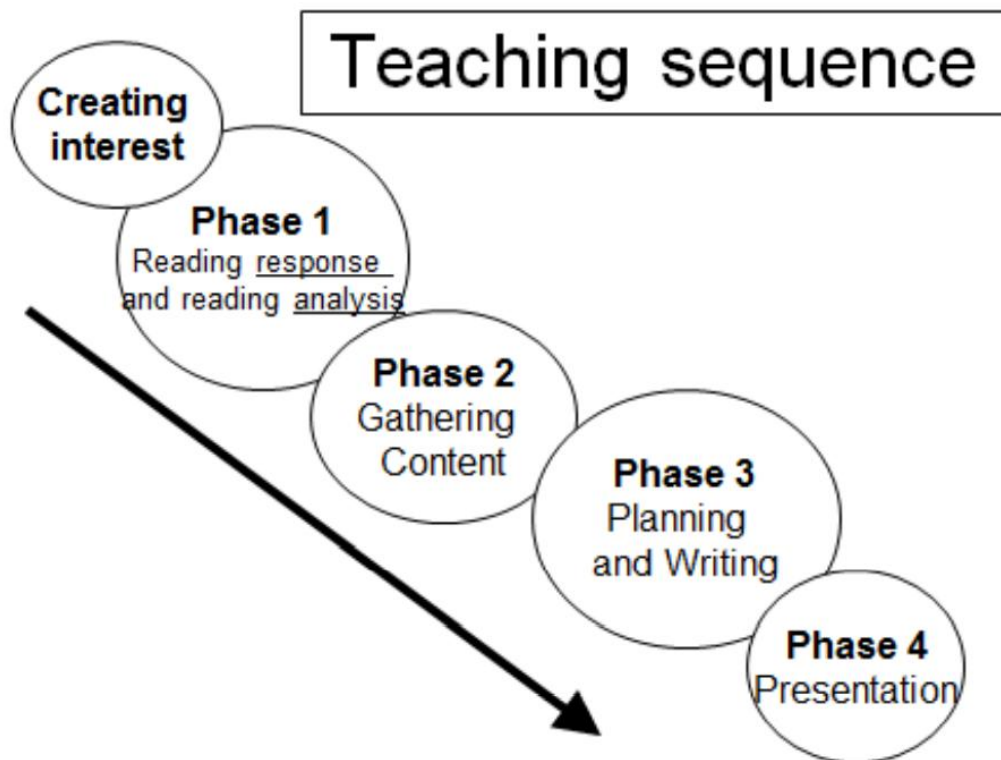 Teaching sequence
Creating
interest
Phase 1
Reading response
and reading analysis
Phase 2
Gathering
Content
Phase 3
Planning
and Writing
Phase 4
Presentation